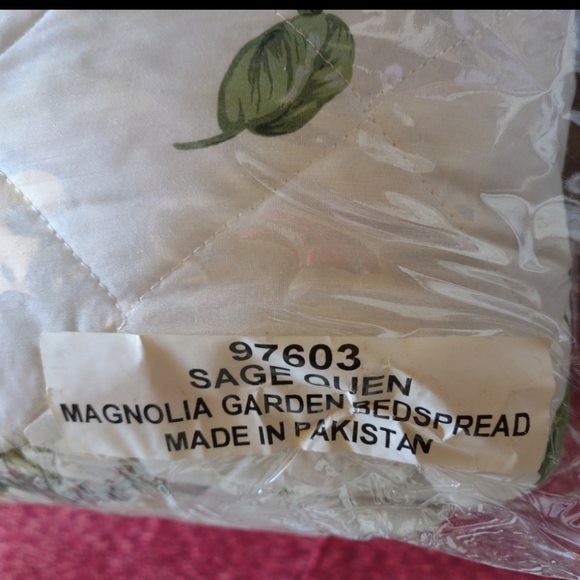 97603
SAGE QUEN
MAGNOLIA GARDEN BEDSPREAD
MADE IN PAKISTAN